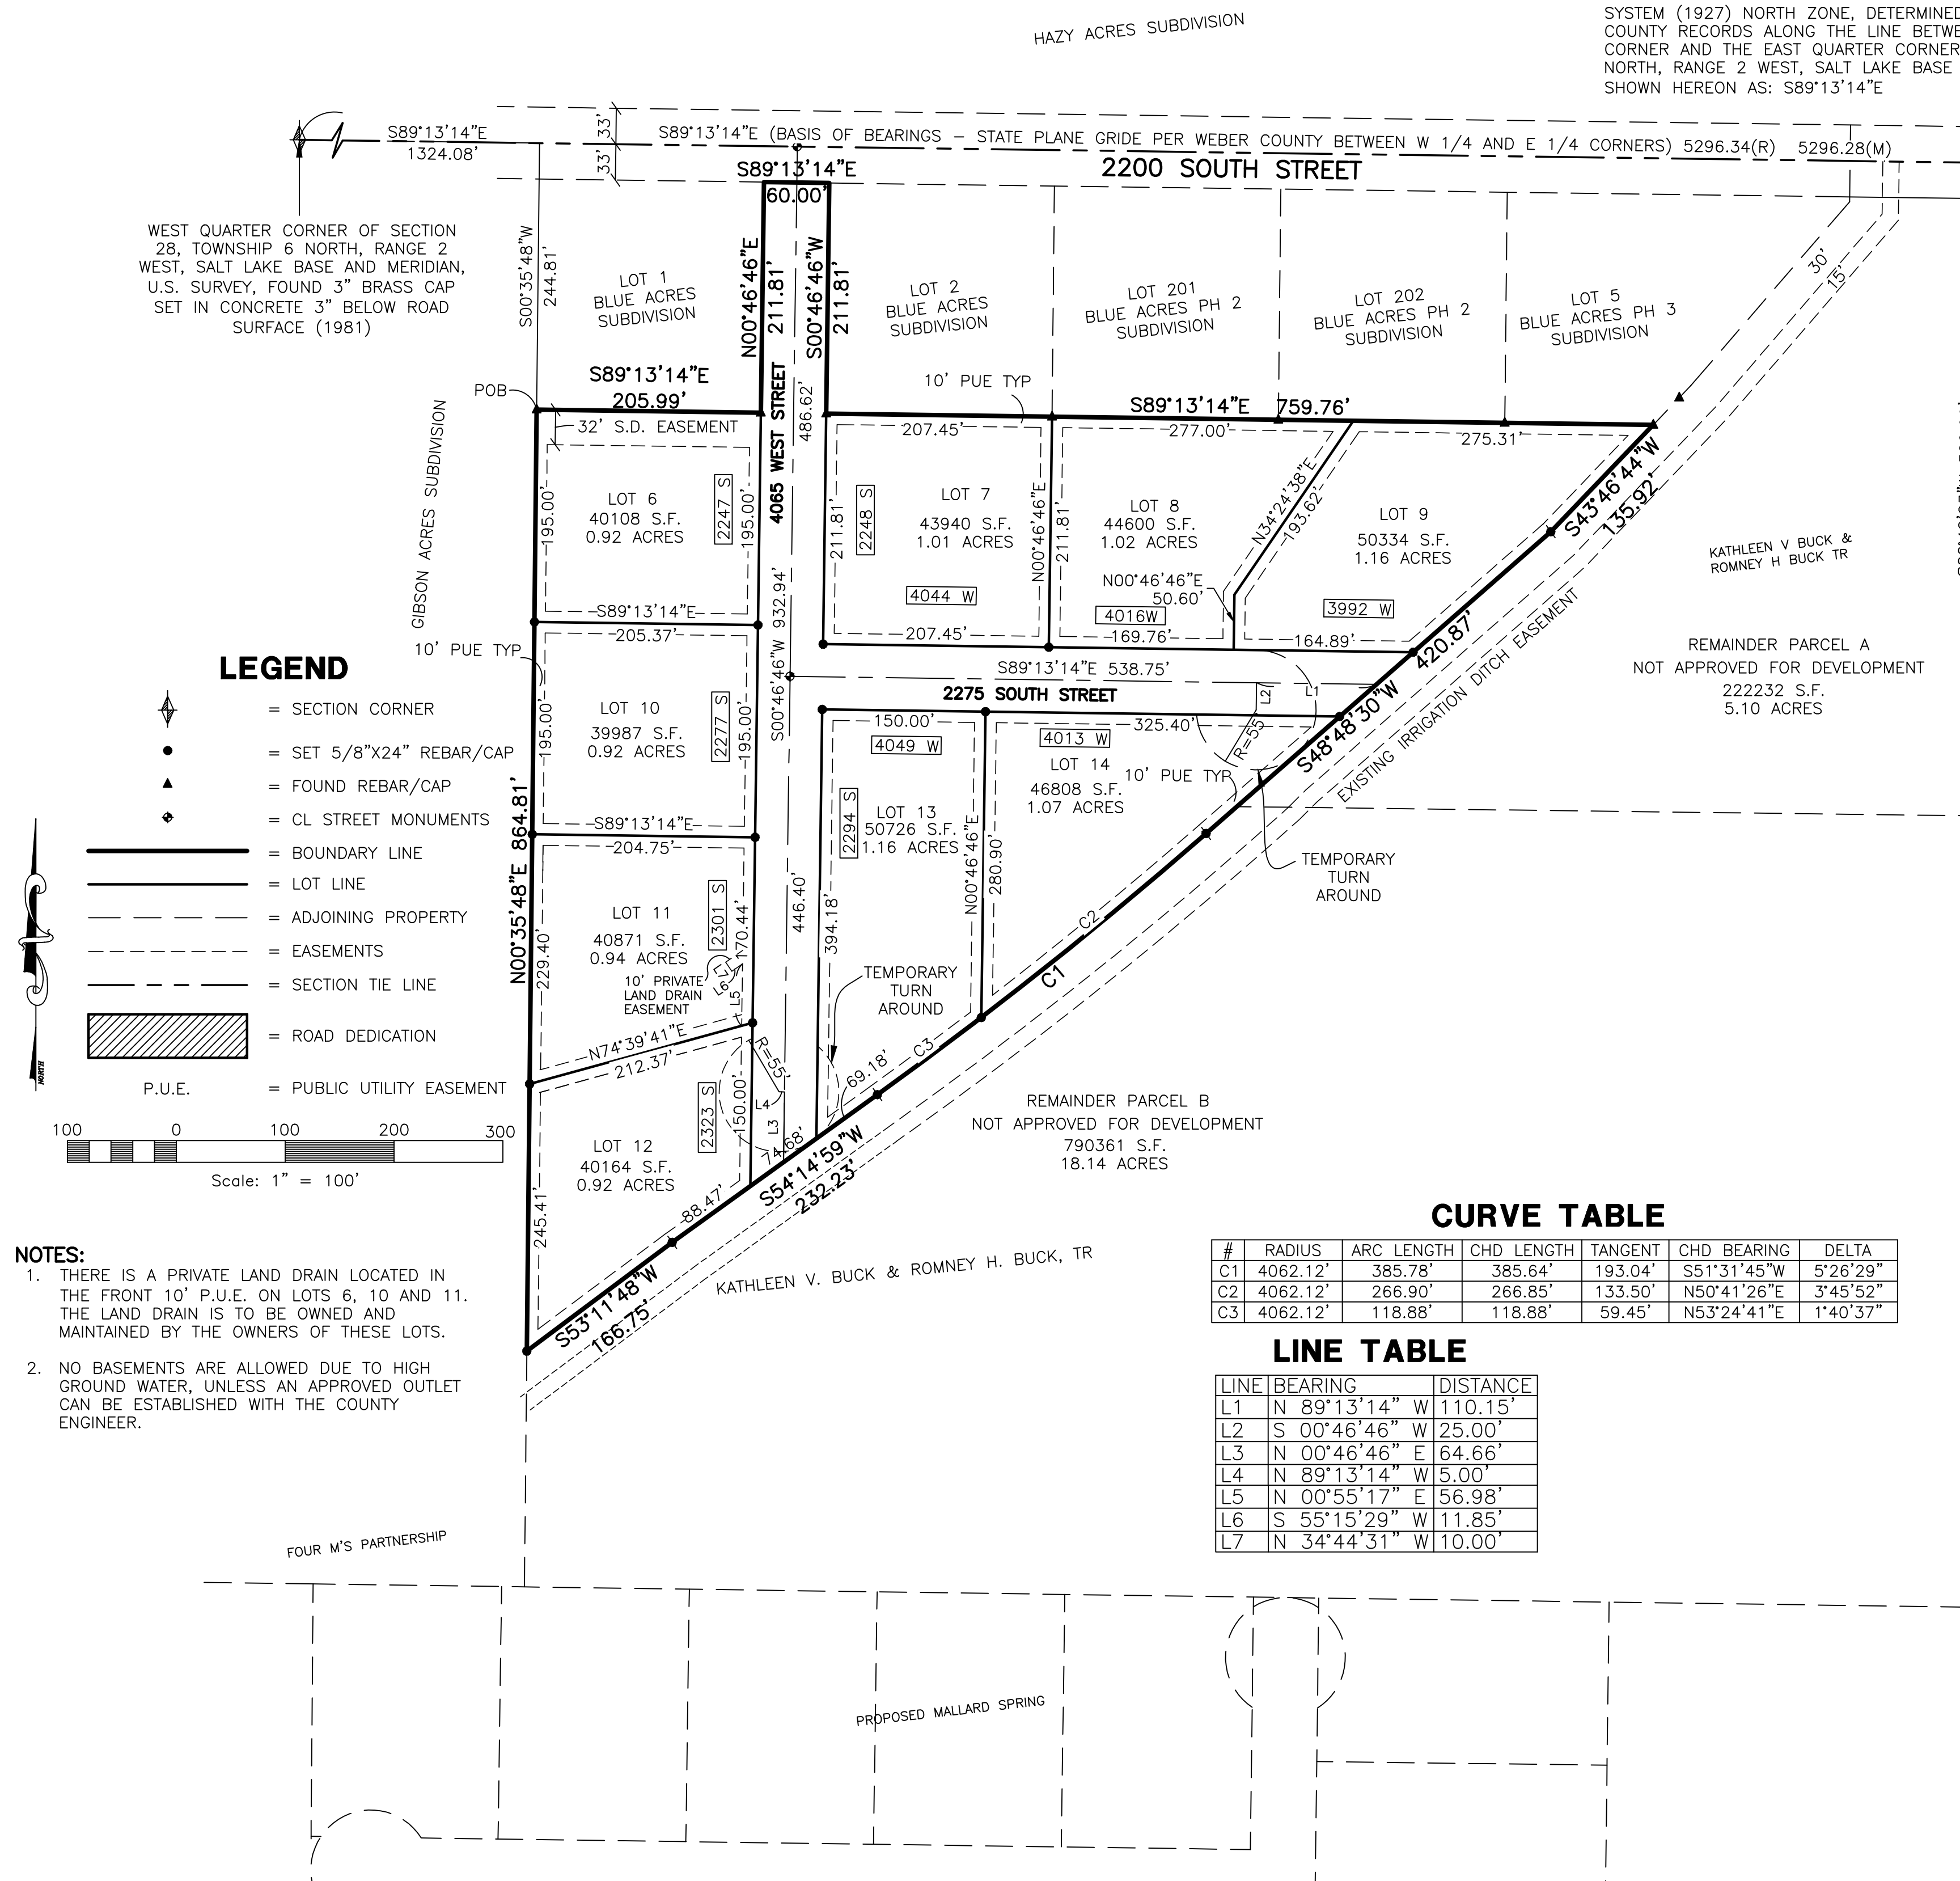 HAZY ACRES SUBDIVISION
SYSTEM (1927) NORTH ZONE, DETERMINED
COUNTY RECORDS ALONG THE LINE BETWE
CORNER AND THE EAST QUARTER CORNER
NORTH, RANGE 2 WEST, SALT LAKE BASE
SHOWN HEREON AS: S89°13'14"E
S89°13'14"E
1324.08'
33'
33'
S89°13'14"E (BASIS OF BEARINGS – STATE PLANE GRIDE PER WEBER COUNTY BETWEEN W 1/4 AND E 1/4 CORNERS) 5296.34(R) 5296.28(M)
2200 SOUTH STREET
S89°13'14"E
60.00'
WEST QUARTER CORNER OF SECTION
28, TOWNSHIP 6 NORTH, RANGE 2
WEST, SALT LAKE BASE AND MERIDIAN,
U.S. SURVEY, FOUND 3" BRASS CAP
SET IN CONCRETE 3" BELOW ROAD
SURFACE (1981)
S00°35'48"W
244.81'
LOT 1
BLUE ACRES
SUBDIVISION
N00°46'46"E
211.81'
S00°46'46"W
211.81'
LOT 2
BLUE ACRES
SUBDIVISION
LOT 201
BLUE ACRES PH 2
SUBDIVISION
LOT 202
BLUE ACRES PH 2
SUBDIVISION
LOT 5
BLUE ACRES PH 3
SUBDIVISION
30'
15'
POB
S89°13'14"E
205.99'
32' S.D. EASEMENT
GIBSON ACRES SUBDIVISION
4065 WEST STREET
486.62'
10' PUE TYP
S89°13'14"E 759.76'
207.45'
277.00'
275.31'
S43°46'44"W
135.92'
LOT 6
40108 S.F.
0.92 ACRES
195.00'
2247 S
195.00'
S89°13'14"E
205.37'
211.81'
2248 S
LOT 7
43940 S.F.
1.01 ACRES
4044 W
207.45'
N00°46'46"E
211.81'
LOT 8
44600 S.F.
1.02 ACRES
N34°24'38"E
193.62'
N00°46'46"E
50.60'
4016W
169.76'
LOT 9
50334 S.F.
1.16 ACRES
3992 W
164.89'
420.87'
S48°48'30"W
EXISTING IRRIGATION DITCH EASEMENT
KATHLEEN V BUCK &
ROMNEY H BUCK TR
REMAINDER PARCEL A
NOT APPROVED FOR DEVELOPMENT
222232 S.F.
5.10 ACRES
S00°46'46"W 932.94'
S89°13'14"E 538.75'
2275 SOUTH STREET
L2
L1
R=55'
10' PUE TYP
LOT 10
39987 S.F.
0.92 ACRES
195.00'
2277 S
195.00'
S89°13'14"E
204.75'
150.00'
4049 W
325.40'
4013 W
LOT 14
46808 S.F.
1.07 ACRES
10' PUE TYP
LOT 13
50726 S.F.
1.16 ACRES
2294 S
N00°46'46"E
280.90'
TEMPORARY
TURN
AROUND
LEGEND
= SECTION CORNER
= SET 5/8"X24" REBAR/CAP
= FOUND REBAR/CAP
= CL STREET MONUMENTS
= BOUNDARY LINE
= LOT LINE
= ADJOINING PROPERTY
= EASEMENTS
= SECTION TIE LINE
= ROAD DEDICATION
P.U.E. = PUBLIC UTILITY EASEMENT
NORTH
100 0 100 200 300
Scale: 1" = 100'
N00°35'48"E 864.81'
LOT 11
40871 S.F.
0.94 ACRES
229.40'
2301 S
170.44'
10' PRIVATE
LAND DRAIN
EASEMENT
L7
L6
L5
N74°39'41"E
212.37'
446.40'
394.18'
TEMPORARY
TURN
AROUND
C2
C1
C3
69.18'
R=55'
L4
L3
LOT 12
40164 S.F.
0.92 ACRES
245.41'
2323 S
150.00'
74.68'
S54°14'59"W
232.23'
88.47'
S53°11'48"W
166.75'
REMAINDER PARCEL B
NOT APPROVED FOR DEVELOPMENT
790361 S.F.
18.14 ACRES
KATHLEEN V. BUCK & ROMNEY H. BUCK, TR
NOTES:
1. THERE IS A PRIVATE LAND DRAIN LOCATED IN
THE FRONT 10' P.U.E. ON LOTS 6, 10 AND 11.
THE LAND DRAIN IS TO BE OWNED AND
MAINTAINED BY THE OWNERS OF THESE LOTS.
2. NO BASEMENTS ARE ALLOWED DUE TO HIGH
GROUND WATER, UNLESS AN APPROVED OUTLET
CAN BE ESTABLISHED WITH THE COUNTY
ENGINEER.
CURVE TABLE
# RADIUS ARC LENGTH CHD LENGTH TANGENT CHD BEARING DELTA
C1 4062.12' 385.78' 385.64' 193.04' S51°31'45"W 5°26'29"
C2 4062.12' 266.90' 266.85' 133.50' N50°41'26"E 3°45'52"
C3 4062.12' 118.88' 118.88' 59.45' N53°24'41"E 1°40'37"
LINE TABLE
LINE BEARING DISTANCE
L1 N 89°13'14" W 110.15'
L2 S 00°46'46" W 25.00'
L3 N 00°46'46" E 64.66'
L4 N 89°13'14" W 5.00'
L5 N 00°55'17" E 56.98'
L6 S 55°15'29" W 11.85'
L7 N 34°44'31" W 10.00'
FOUR M'S PARTNERSHIP
PROPOSED MALLARD SPRING